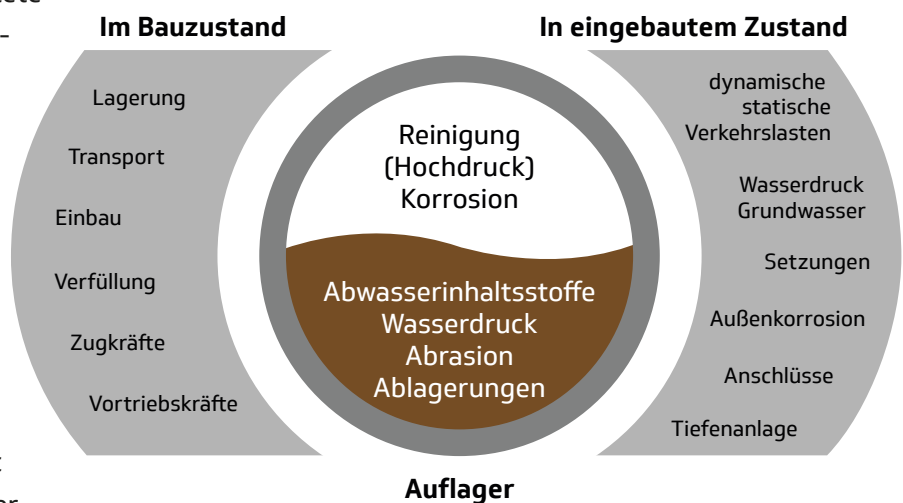 Im Bauzustand
Lagerung
Transport
Einbau
Verfüllung
Zugkräfte
Vortriebskräfte
Reinigung
(Hochdruck)
Korrosion
Abwasserinhaltsstoffe
Wasserdruck
Abrasion
Ablagerungen
Auflager
In eingebautem Zustand
dynamische
statische
Verkehrslasten
Wasserdruck
Grundwasser
Setzungen
Außenkorrosion
Anschlüsse
Tiefenanlage